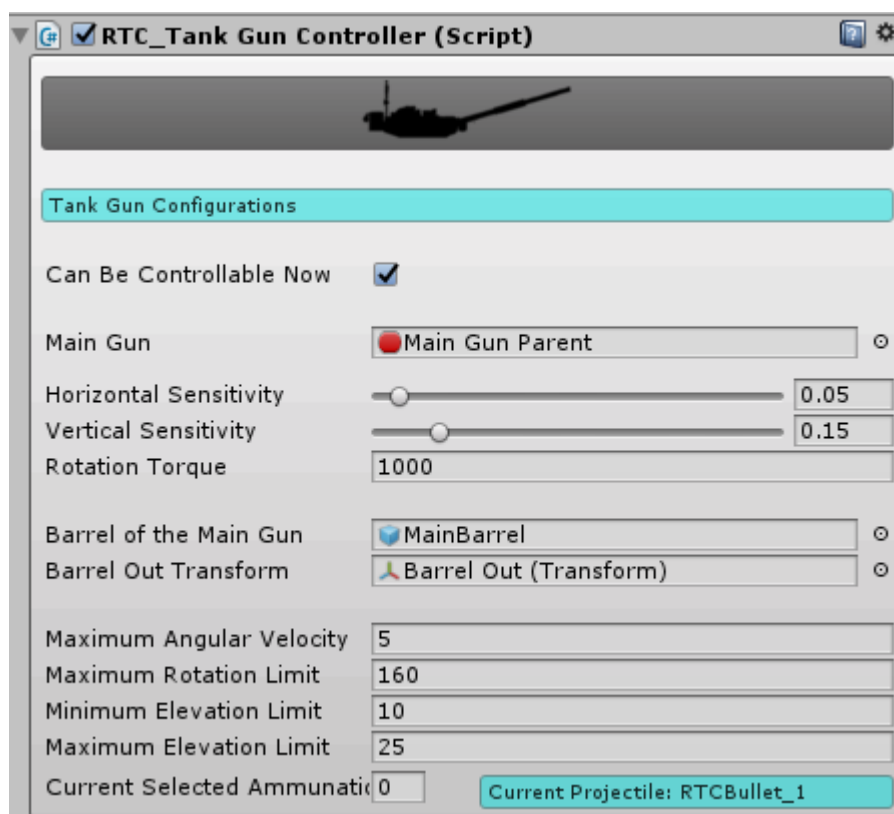 RTC_Tank Gun Controller (Script)
Tank Gun Configurations
Can Be Controllable Now
Main Gun Main Gun Parent
Horizontal Sensitivity 0.05
Vertical Sensitivity 0.15
Rotation Torque 1000
Barrel of the Main Gun MainBarrel
Barrel Out Transform Barrel Out (Transform)
Maximum Angular Velocity 5
Maximum Rotation Limit 160
Minimum Elevation Limit 10
Maximum Elevation Limit 25
Current Selected Ammunati 0 Current Projectile: RTCBullet_1